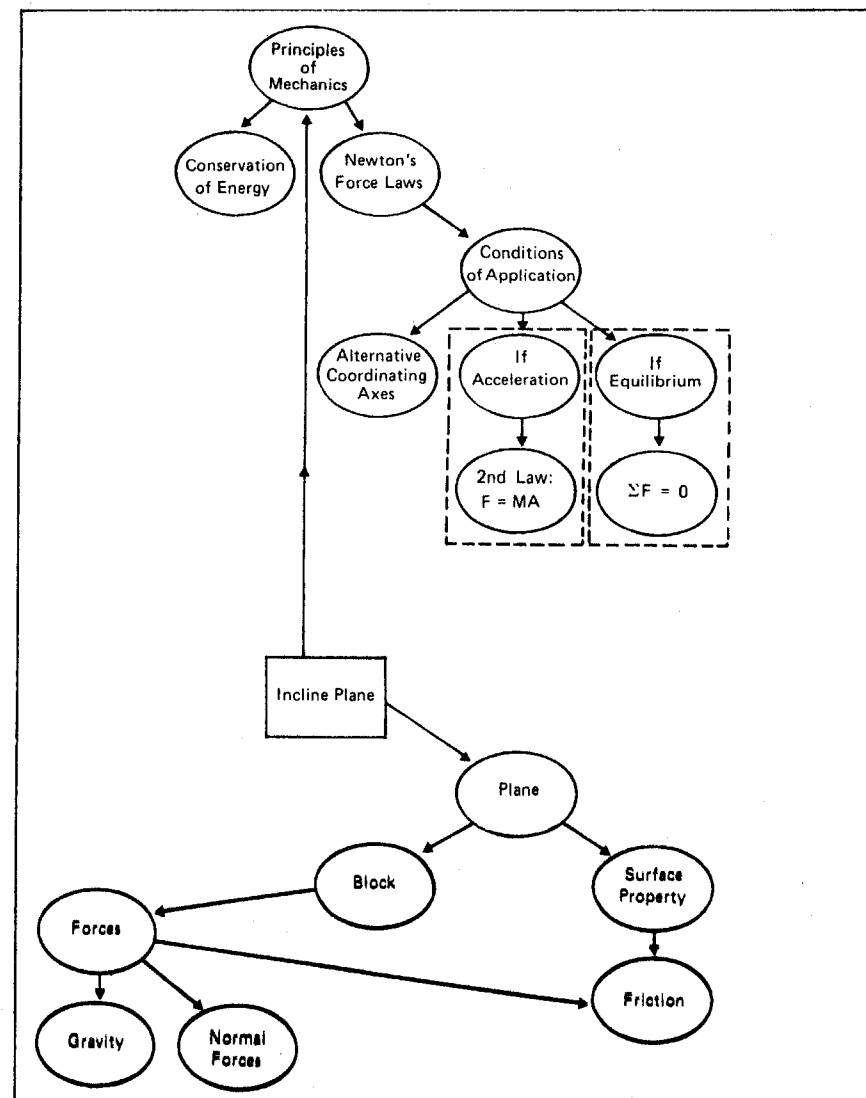 Principles
of
Mechanics
Conservation
of Energy
Newton's
Force Laws
Conditions
of Application
Alternative
Coordinating
Axes
If
Acceleration
If
Equilibrium
2nd Law:
F = MA
ΣF = 0
Incline Plane
Plane
Block
Surface
Property
Forces
Friction
Gravity
Normal
Forces